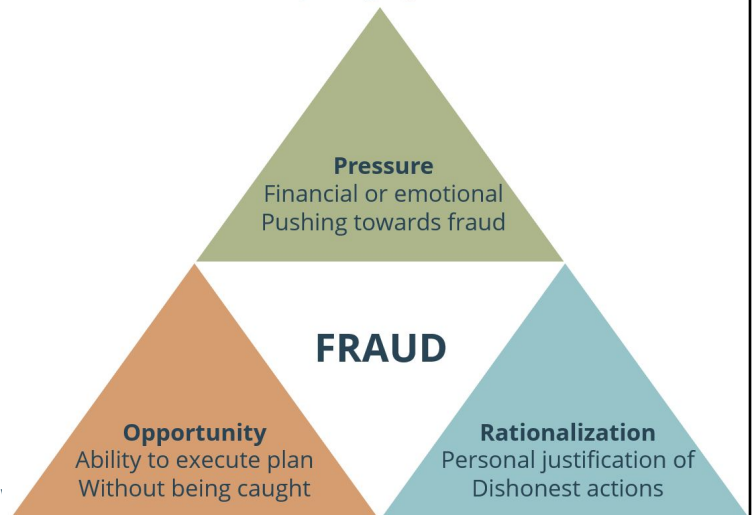 Pressure
Financial or emotional
Pushing towards fraud
FRAUD
Opportunity
Ability to execute plan
Without being caught
Rationalization
Personal justification of
Dishonest actions